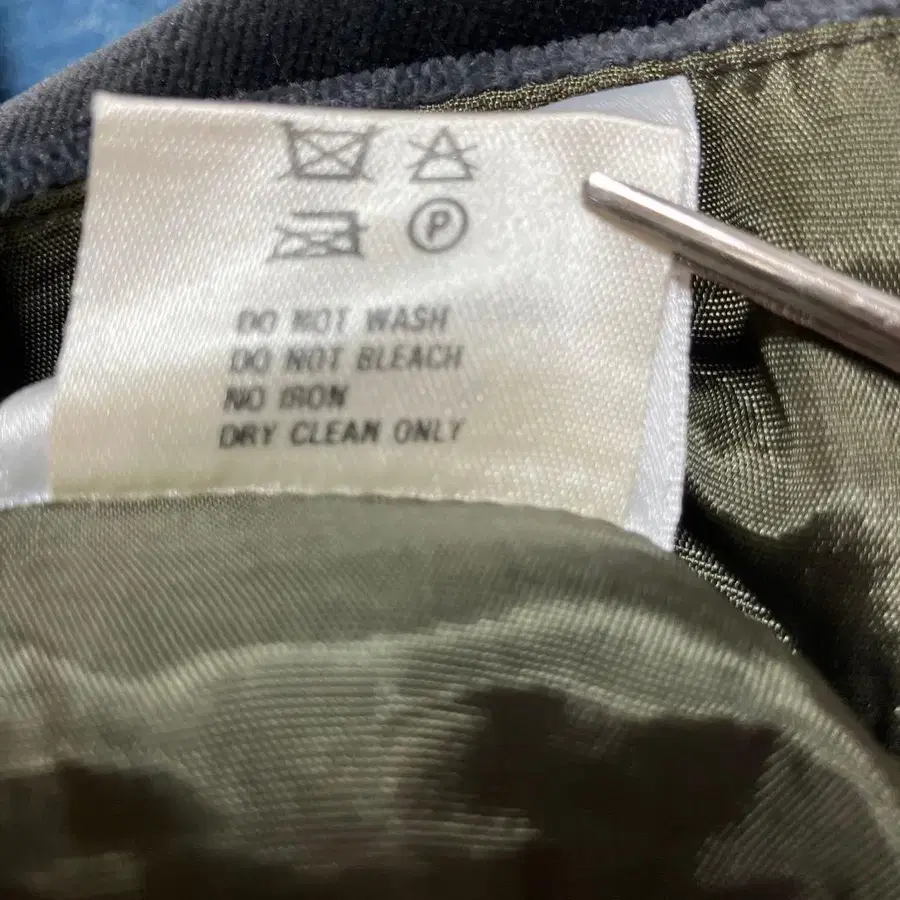 P
DO NOT WASH
DO NOT BLEACH
NO IRON
DRY CLEAN ONLY